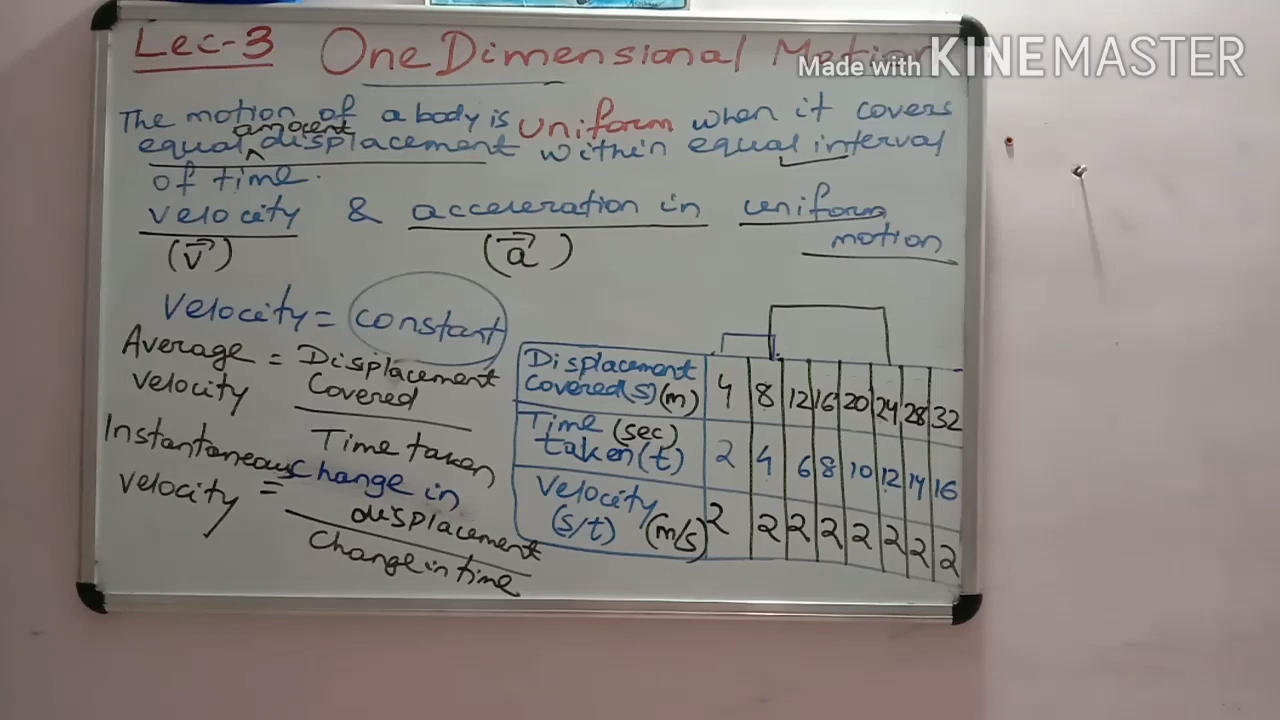 Lec-3 One Dimensional Motion
Made with KINEMASTER
The motion of a body is uniform when it covers
amocent
equal displacement within equal interval
of time.
velocity & acceleration in uniform
motion
(v⃗) (a⃗)
Velocity = constant
Average = Displacement
velocity Covered
Time taken
Instantaneous Change in
velocity = displacement
Change in time
Displacement
covered(s)(m) 4 8 12 16 20 24 28 32
Time (sec)
taken(t) 2 4 6 8 10 12 14 16
Velocity
(s/t) (m/s) 2 2 2 2 2 2 2 2